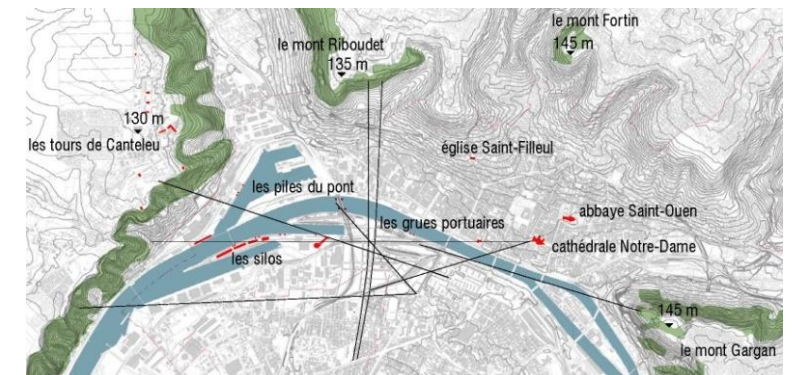 le mont Fortin
145 m
le mont Riboudet
135 m
130 m
les tours de Canteleu
église Saint-Filleul
les piles du pont
abbaye Saint-Ouen
les grues portuaires
cathédrale Notre-Dame
les silos
145 m
le mont Gargan